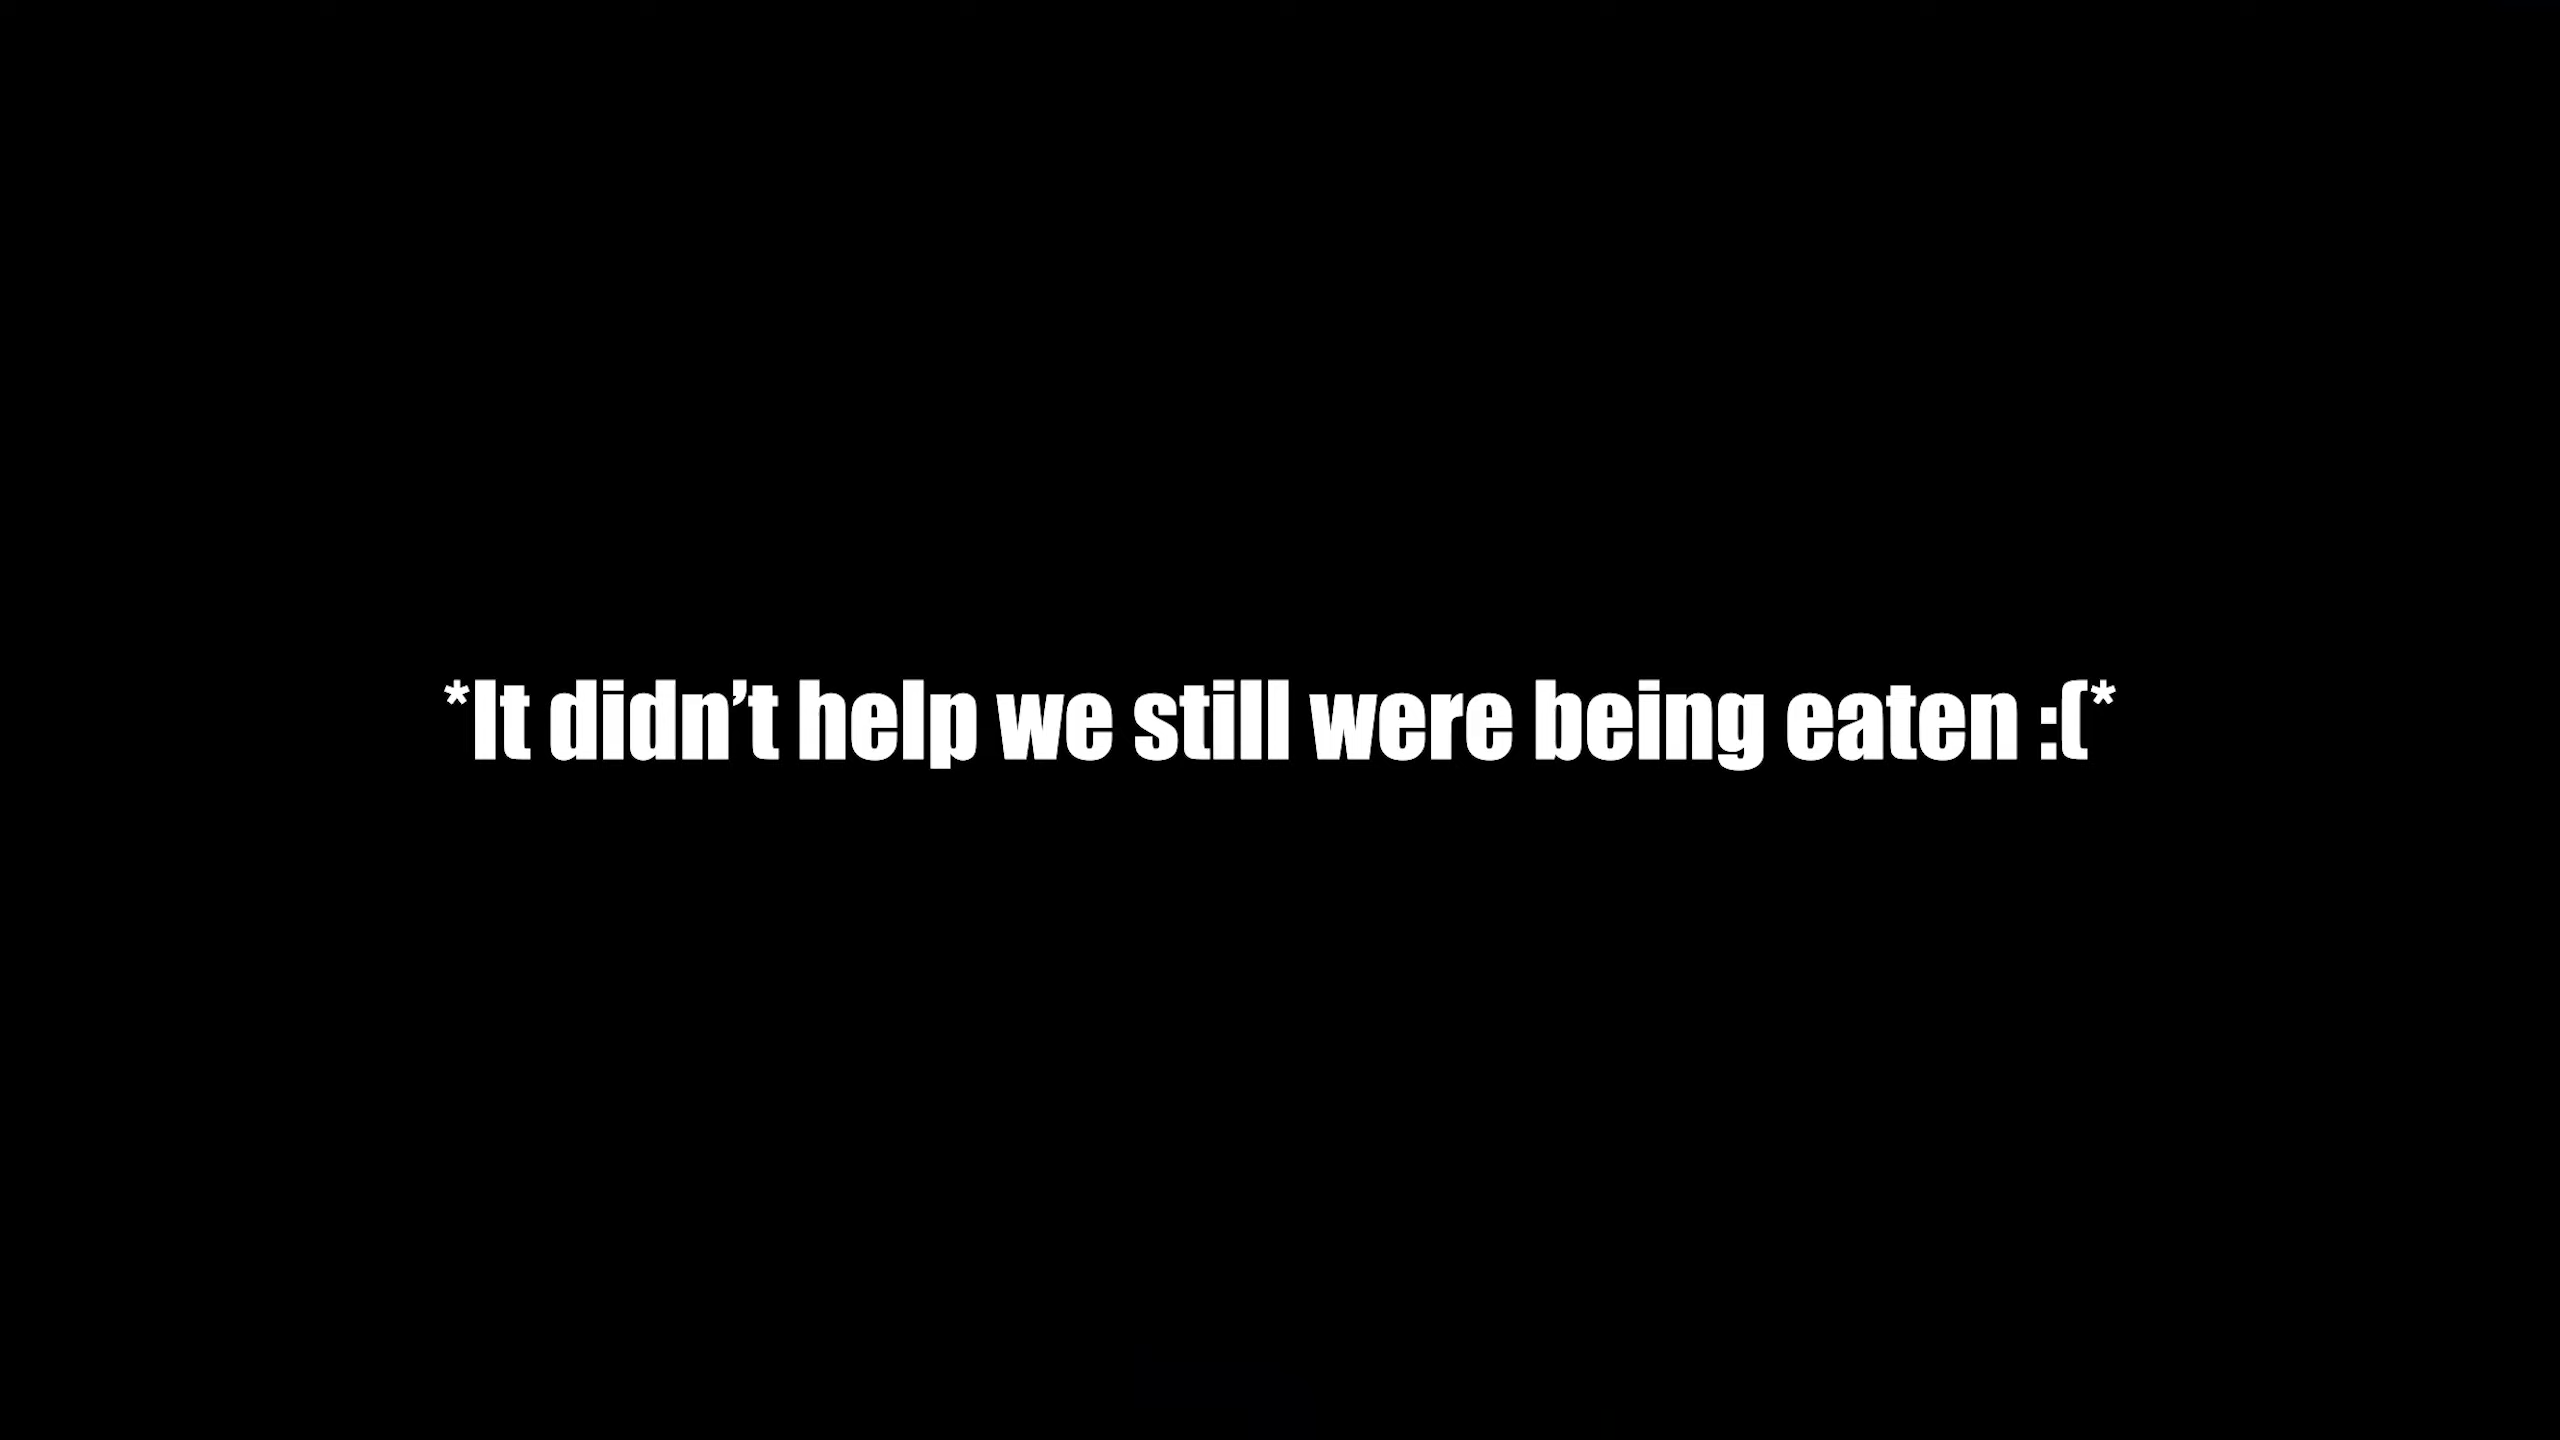 *It didn’t help we still were being eaten :(*